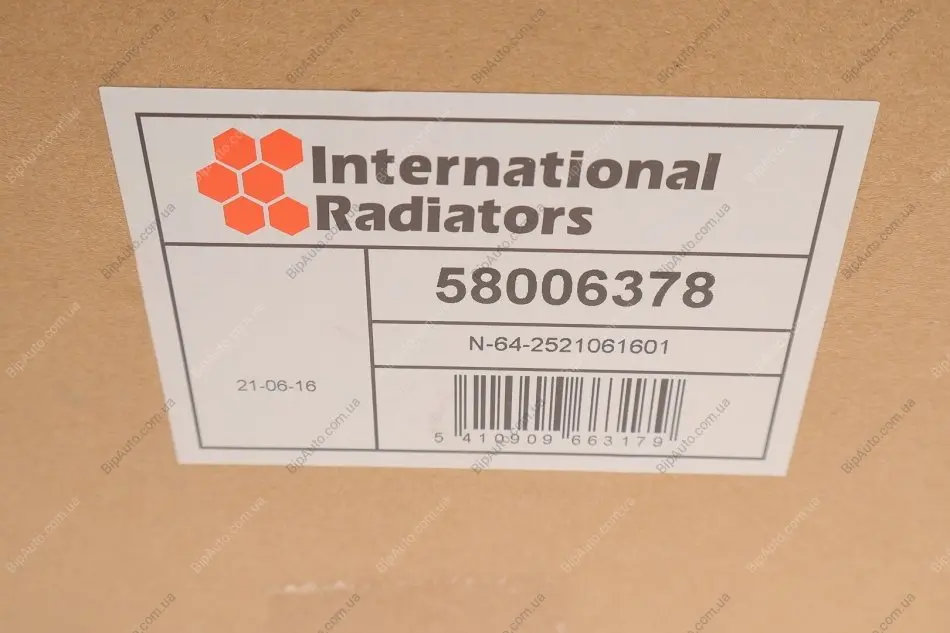 International
Radiators
58006378
N-64-2521061601
21-06-16
5 410909 663179
BipAuto.com.ua